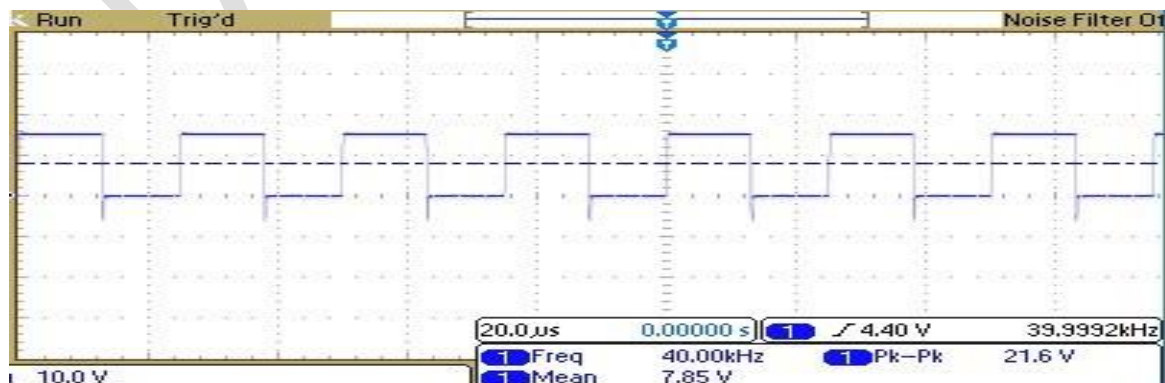 Run Trig'd Noise Filter Of
20.0µs 0.00000 s 1 4.40 V 39.9992kHz
1 Freq 40.00kHz 1 Pk-Pk 21.6 V
10.0 V 1 Mean 7.85 V